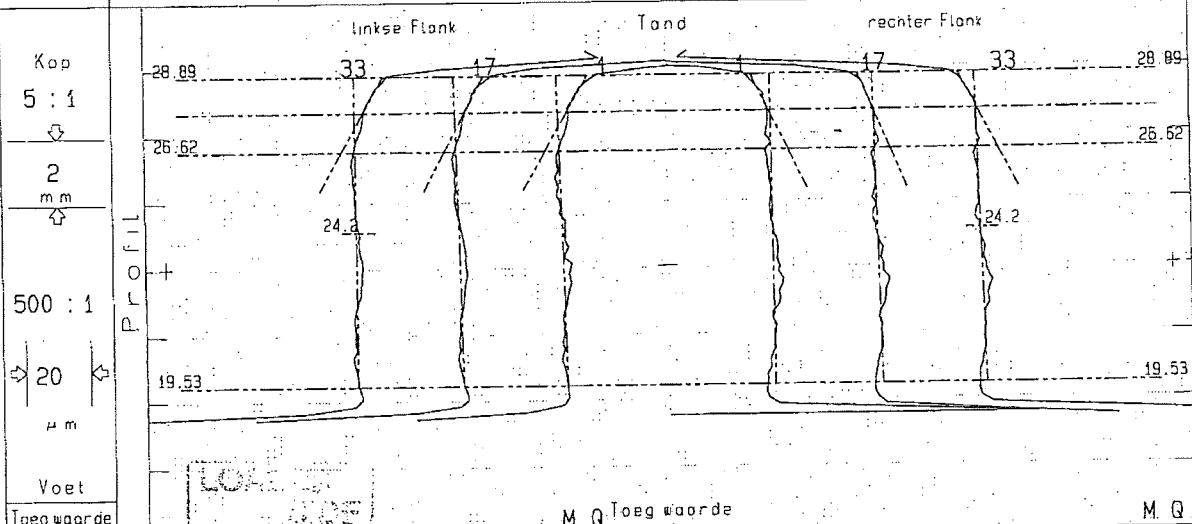 linkse Flank Tand rechter Flank
Kop
5 : 1
2
mm
500 : 1
20
µm
Voet
Toeg waarde
Profil
28.89 33 17 1 1 17 33 28.89
26.62 26.62
24.2 24.2
19.53 19.53
M Q Toeg waarde M Q